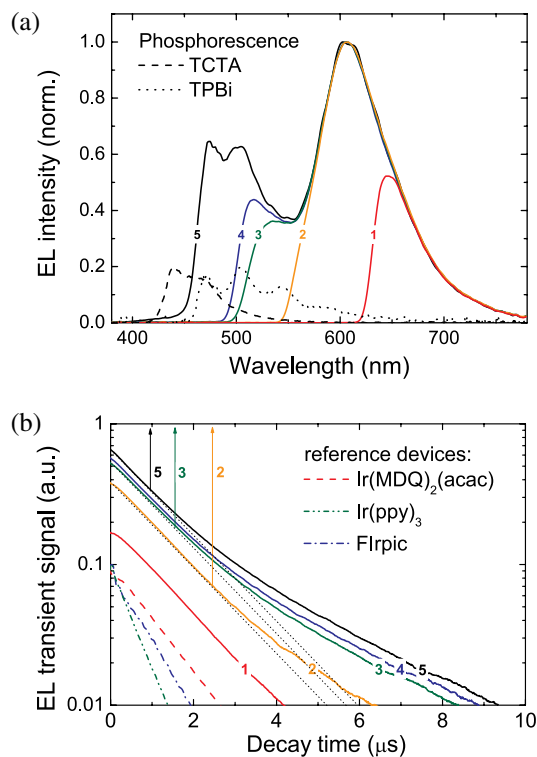 (a)
Phosphorescence
TCTA
TPBi
EL intensity (norm.)
1.0
0.8
0.6
0.4
0.2
0.0
5
4
3
2
1
400
500
600
700
Wavelength (nm)
(b)
EL transient signal (a.u.)
1
0.1
0.01
5
3
2
reference devices:
Ir(MDQ)₂(acac)
Ir(ppy)₃
FIrpic
1
2
3
4
5
0
2
4
6
8
10
Decay time (μs)